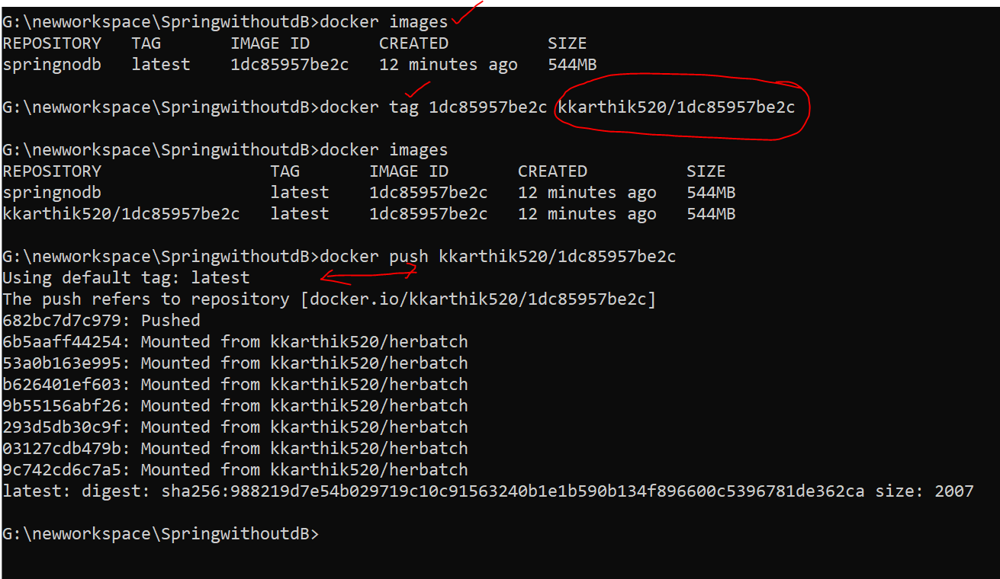 G:\newworkspace\SpringwithoutdB>docker images
REPOSITORY TAG IMAGE ID CREATED SIZE
springnodb latest 1dc85957be2c 12 minutes ago 544MB
G:\newworkspace\SpringwithoutdB>docker tag 1dc85957be2c kkarthik520/1dc85957be2c
G:\newworkspace\SpringwithoutdB>docker images
REPOSITORY TAG IMAGE ID CREATED SIZE
springnodb latest 1dc85957be2c 12 minutes ago 544MB
kkarthik520/1dc85957be2c latest 1dc85957be2c 12 minutes ago 544MB
G:\newworkspace\SpringwithoutdB>docker push kkarthik520/1dc85957be2c
Using default tag: latest
The push refers to repository [docker.io/kkarthik520/1dc85957be2c]
682bc7d7c979: Pushed
6b5aaff44254: Mounted from kkarthik520/herbatch
53a0b163e995: Mounted from kkarthik520/herbatch
b626401ef603: Mounted from kkarthik520/herbatch
9b55156abf26: Mounted from kkarthik520/herbatch
293d5db30c9f: Mounted from kkarthik520/herbatch
03127cdb479b: Mounted from kkarthik520/herbatch
9c742cd6c7a5: Mounted from kkarthik520/herbatch
latest: digest: sha256:988219d7e54b029719c10c91563240b1e1b590b134f896600c5396781de362ca size: 2007
G:\newworkspace\SpringwithoutdB>